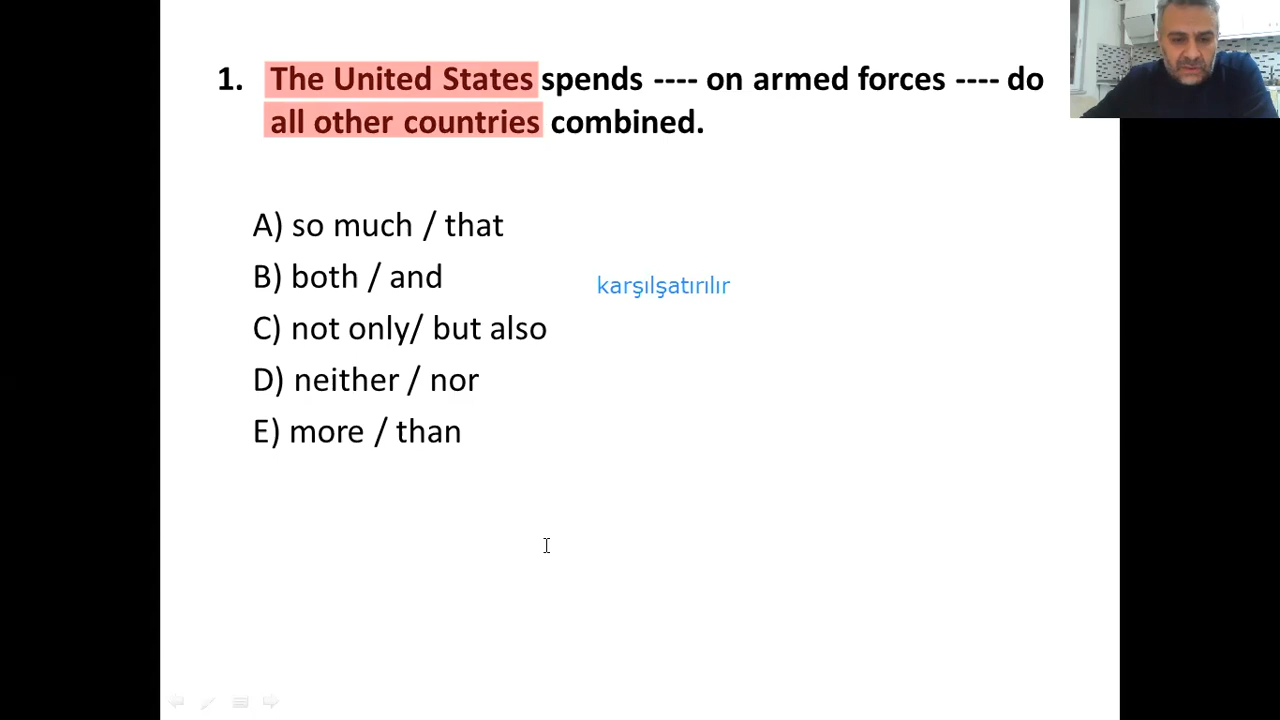 1. The United States spends ---- on armed forces ---- do
all other countries combined.
A) so much / that
B) both / and
karşılşatırılır
C) not only/ but also
D) neither / nor
E) more / than